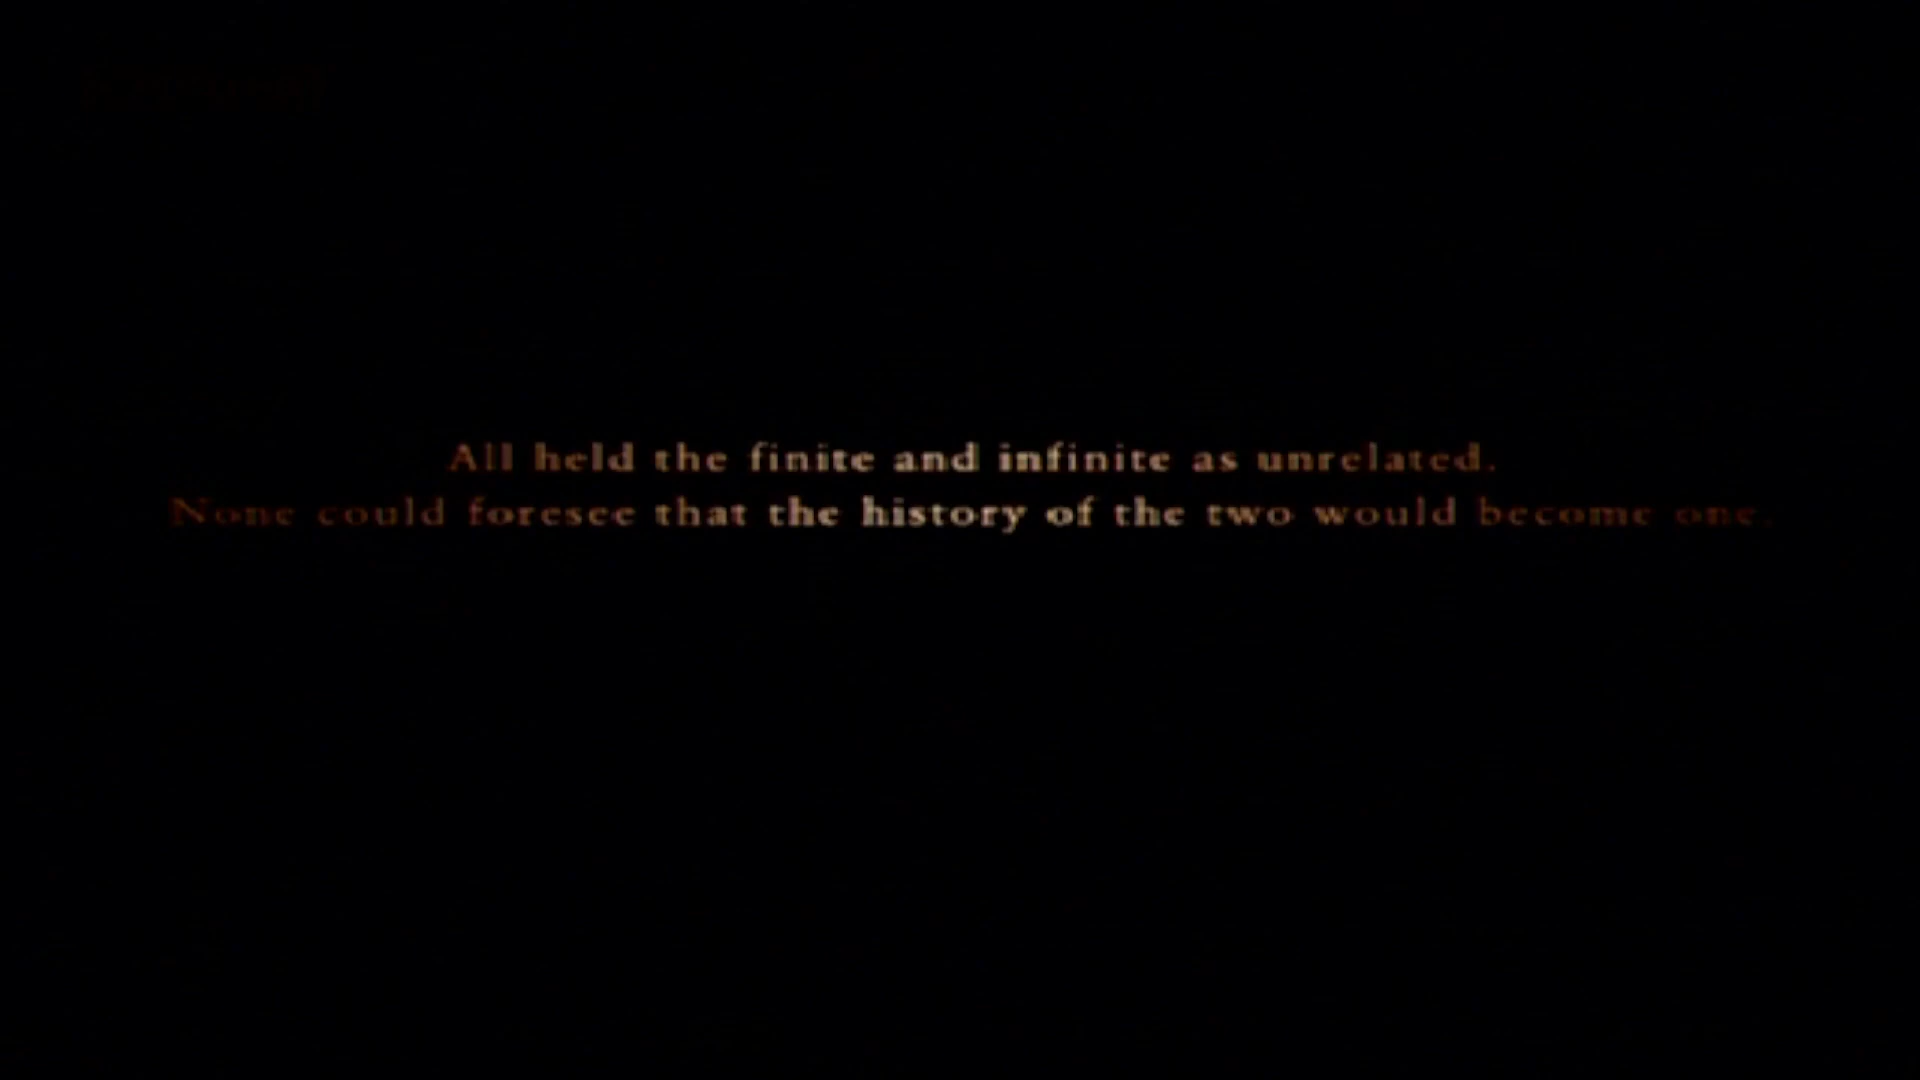 All held the finite and infinite as unrelated.
None could foresee that the history of the two would become one.